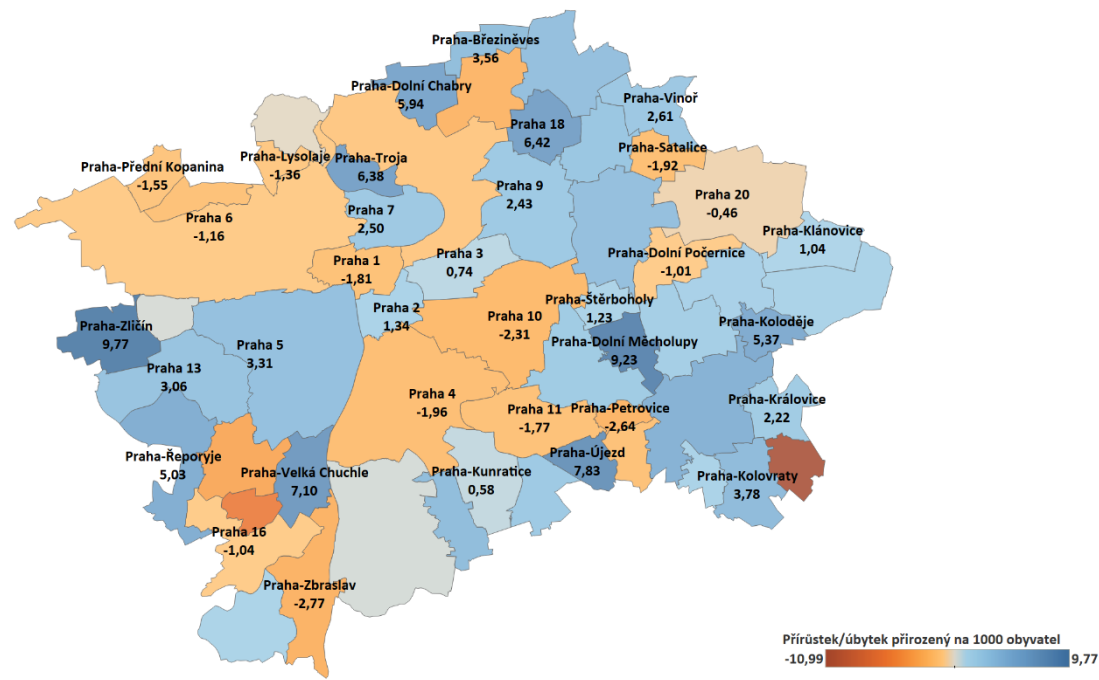 Praha-Březiněves
3,56
Praha-Dolní Chabry
5,94
Praha-Vinoř
2,61
Praha 18
6,42
Praha-Satalice
-1,92
Praha-Lysolaje
-1,36
Praha-Troja
6,38
Praha-Přední Kopanina
-1,55
Praha 9
2,43
Praha 20
-0,46
Praha 6
-1,16
Praha 7
2,50
Praha-Klánovice
1,04
Praha 3
0,74
Praha-Dolní Počernice
-1,01
Praha 1
-1,81
Praha-Štěrboholy
1,23
Praha 2
1,34
Praha 10
-2,31
Praha-Koloděje
5,37
Praha-Zličín
9,77
Praha 5
3,31
Praha-Dolní Měcholupy
9,23
Praha 13
3,06
Praha 4
-1,96
Praha-Královice
2,22
Praha 11
-1,77
Praha-Petrovice
-2,64
Praha-Řeporyje
5,03
Praha-Újezd
7,83
Praha-Velká Chuchle
7,10
Praha-Kunratice
0,58
Praha-Kolovraty
3,78
Praha 16
-1,04
Praha-Zbraslav
-2,77
Přírůstek/úbytek přirozený na 1000 obyvatel
-10,99 9,77